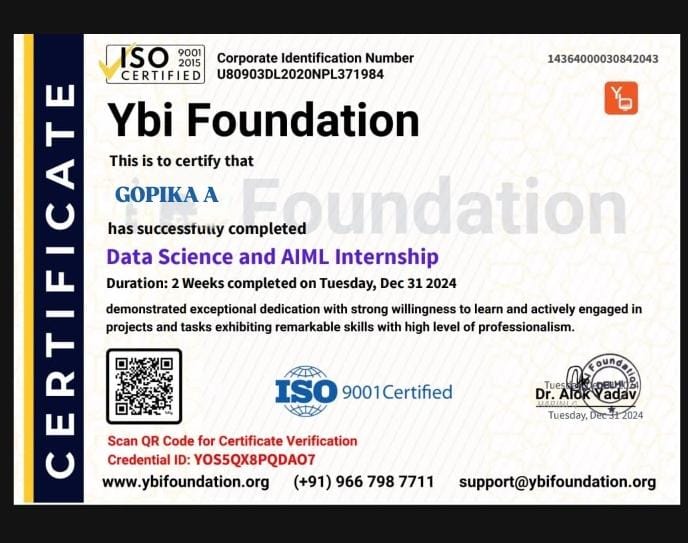 CERTIFICATE
ISO 9001 2015
CERTIFIED
Corporate Identification Number
U80903DL2020NPL371984
14364000030842043
Ybi Foundation
This is to certify that
GOPIKA A
Foundation
has successfully completed
Data Science and AIML Internship
Duration: 2 Weeks completed on Tuesday, Dec 31 2024
demonstrated exceptional dedication with strong willingness to learn and actively engaged in
projects and tasks exhibiting remarkable skills with high level of professionalism.
ISO 9001Certified
Ybi Foundation
DELHI
Dr. Alok Yadav
Tuesday, Dec 31 2024
Scan QR Code for Certificate Verification
Credential ID: YOS5QX8PQDAO7
www.ybifoundation.org (+91) 966 798 7711 support@ybifoundation.org